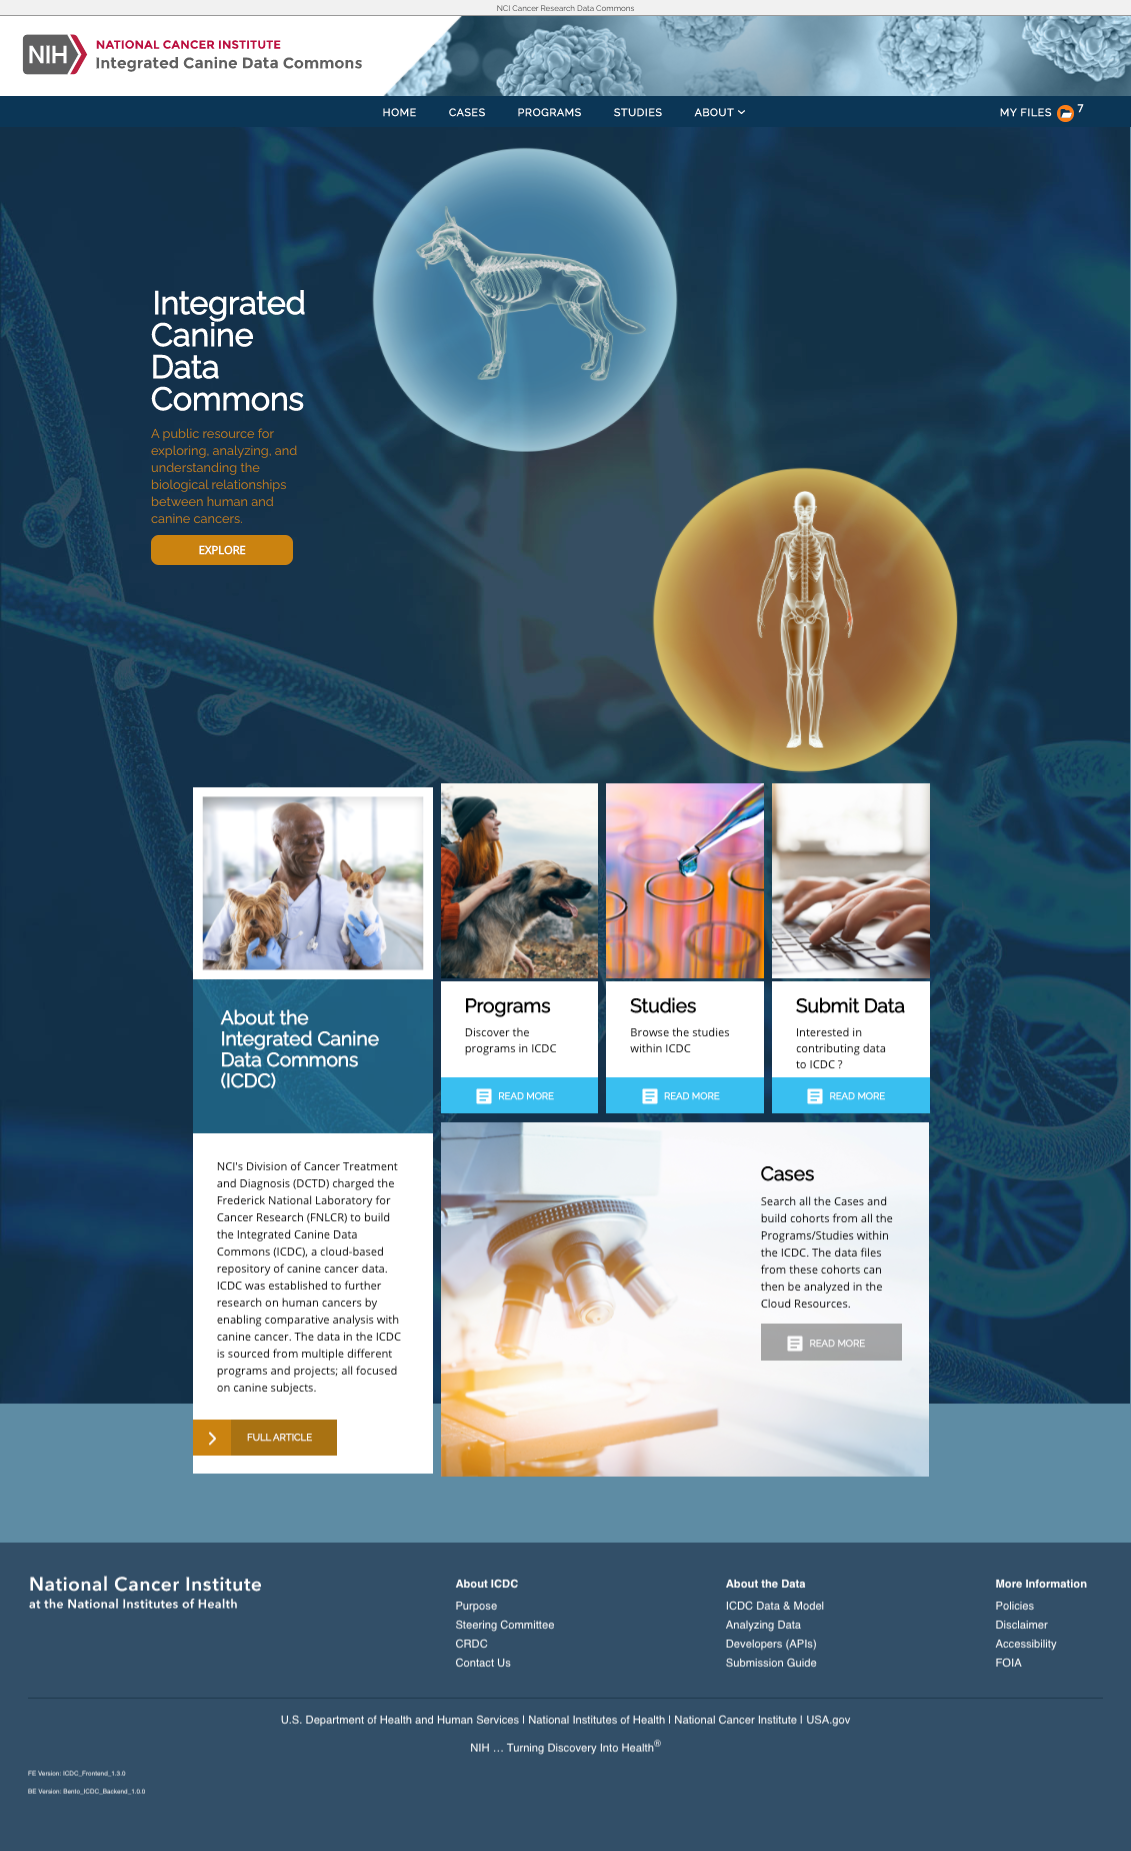 NCI Cancer Research Data Commons
NIH
NATIONAL CANCER INSTITUTE
Integrated Canine Data Commons
HOME CASES PROGRAMS STUDIES ABOUT MY FILES 7
Integrated
Canine
Data
Commons
A public resource for
exploring, analyzing, and
understanding the
biological relationships
between human and
canine cancers.
EXPLORE
About the
Integrated Canine
Data Commons
(ICDC)
NCI's Division of Cancer Treatment
and Diagnosis (DCTD) charged the
Frederick National Laboratory for
Cancer Research (FNLCR) to build
the Integrated Canine Data
Commons (ICDC), a cloud-based
repository of canine cancer data.
ICDC was established to further
research on human cancers by
enabling comparative analysis with
canine cancer. The data in the ICDC
is sourced from multiple different
programs and projects; all focused
on canine subjects.
FULL ARTICLE
Programs
Discover the
programs in ICDC
READ MORE
Studies
Browse the studies
within ICDC
READ MORE
Submit Data
Interested in
contributing data
to ICDC ?
READ MORE
Cases
Search all the Cases and
build cohorts from all the
Programs/Studies within
the ICDC. The data files
from these cohorts can
then be analyzed in the
Cloud Resources.
READ MORE
National Cancer Institute
at the National Institutes of Health
About ICDC
Purpose
Steering Committee
CRDC
Contact Us
About the Data
ICDC Data & Model
Analyzing Data
Developers (APIs)
Submission Guide
More Information
Policies
Disclaimer
Accessibility
FOIA
U.S. Department of Health and Human Services | National Institutes of Health | National Cancer Institute | USA.gov
NIH … Turning Discovery Into Health®
FE Version: ICDC_Frontend_1.3.0
BE Version: Bento_ICDC_Backend_1.0.0